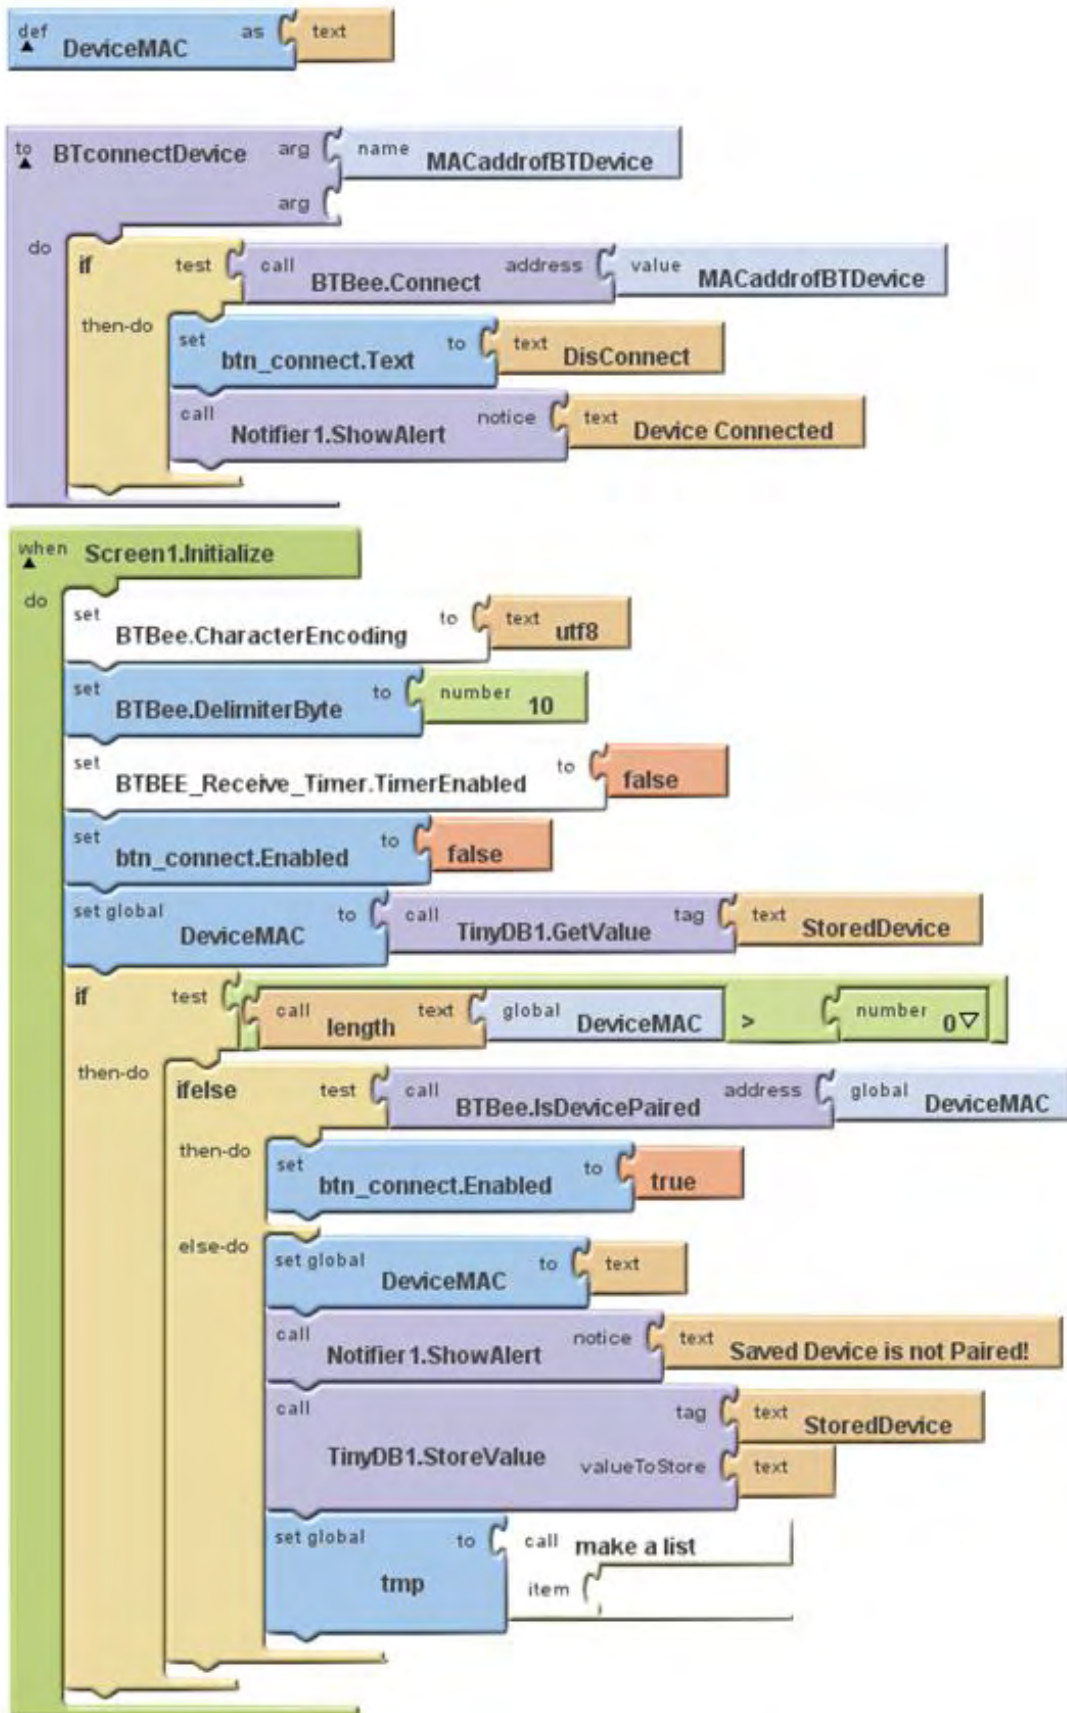 def DeviceMAC as text
to BTconnectDevice arg name MACaddrofBTDevice
arg
do if test call BTBee.Connect address value MACaddrofBTDevice
then-do set btn_connect.Text to text DisConnect
call Notifier1.ShowAlert notice text Device Connected
when Screen1.Initialize
do set BTBee.CharacterEncoding to text utf8
set BTBee.DelimiterByte to number 10
set BTBEE_Receive_Timer.TimerEnabled to false
set btn_connect.Enabled to false
set global DeviceMAC to call TinyDB1.GetValue tag text StoredDevice
if test call length text global DeviceMAC > number 0
then-do ifelse test call BTBee.IsDevicePaired address global DeviceMAC
then-do set btn_connect.Enabled to true
else-do set global DeviceMAC to text
call Notifier1.ShowAlert notice text Saved Device is not Paired!
call TinyDB1.StoreValue tag text StoredDevice
valueToStore text
set global tmp to call make a list
item